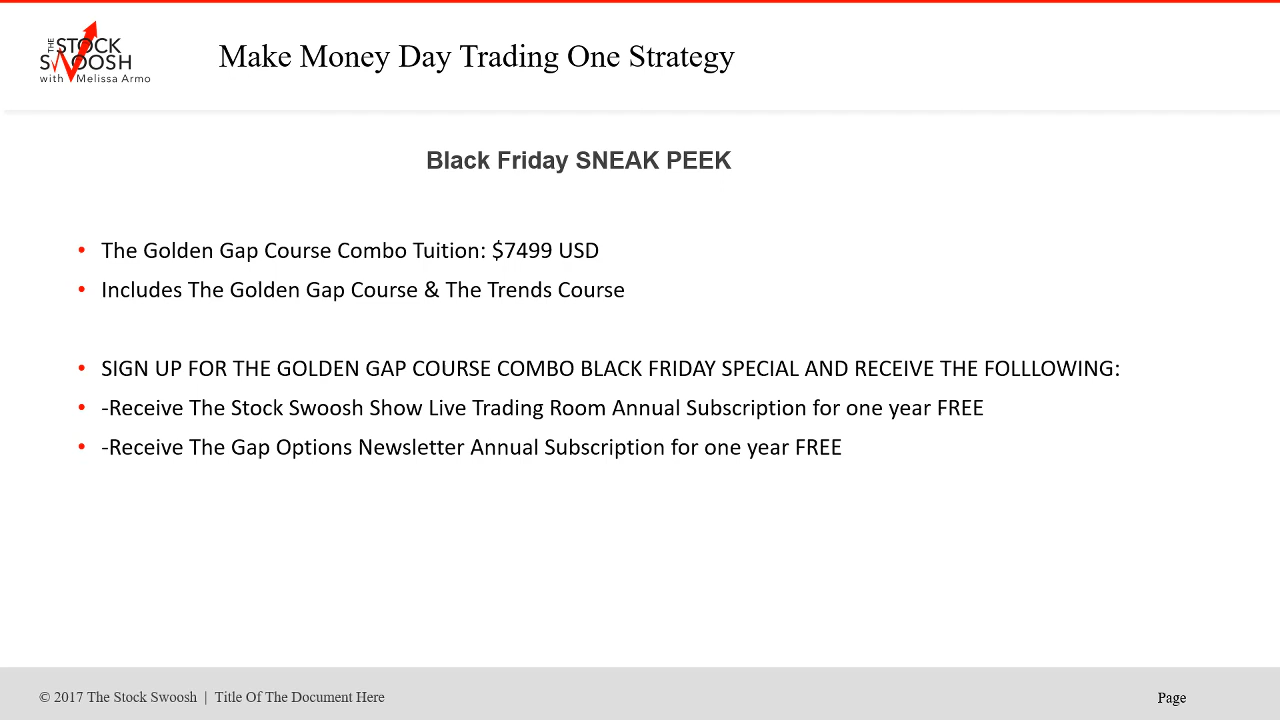 THE STOCK
SWOOSH
with Melissa Armo
Make Money Day Trading One Strategy
Black Friday SNEAK PEEK
• The Golden Gap Course Combo Tuition: $7499 USD
• Includes The Golden Gap Course & The Trends Course
• SIGN UP FOR THE GOLDEN GAP COURSE COMBO BLACK FRIDAY SPECIAL AND RECEIVE THE FOLLLOWING:
• -Receive The Stock Swoosh Show Live Trading Room Annual Subscription for one year FREE
• -Receive The Gap Options Newsletter Annual Subscription for one year FREE
© 2017 The Stock Swoosh | Title Of The Document Here
Page